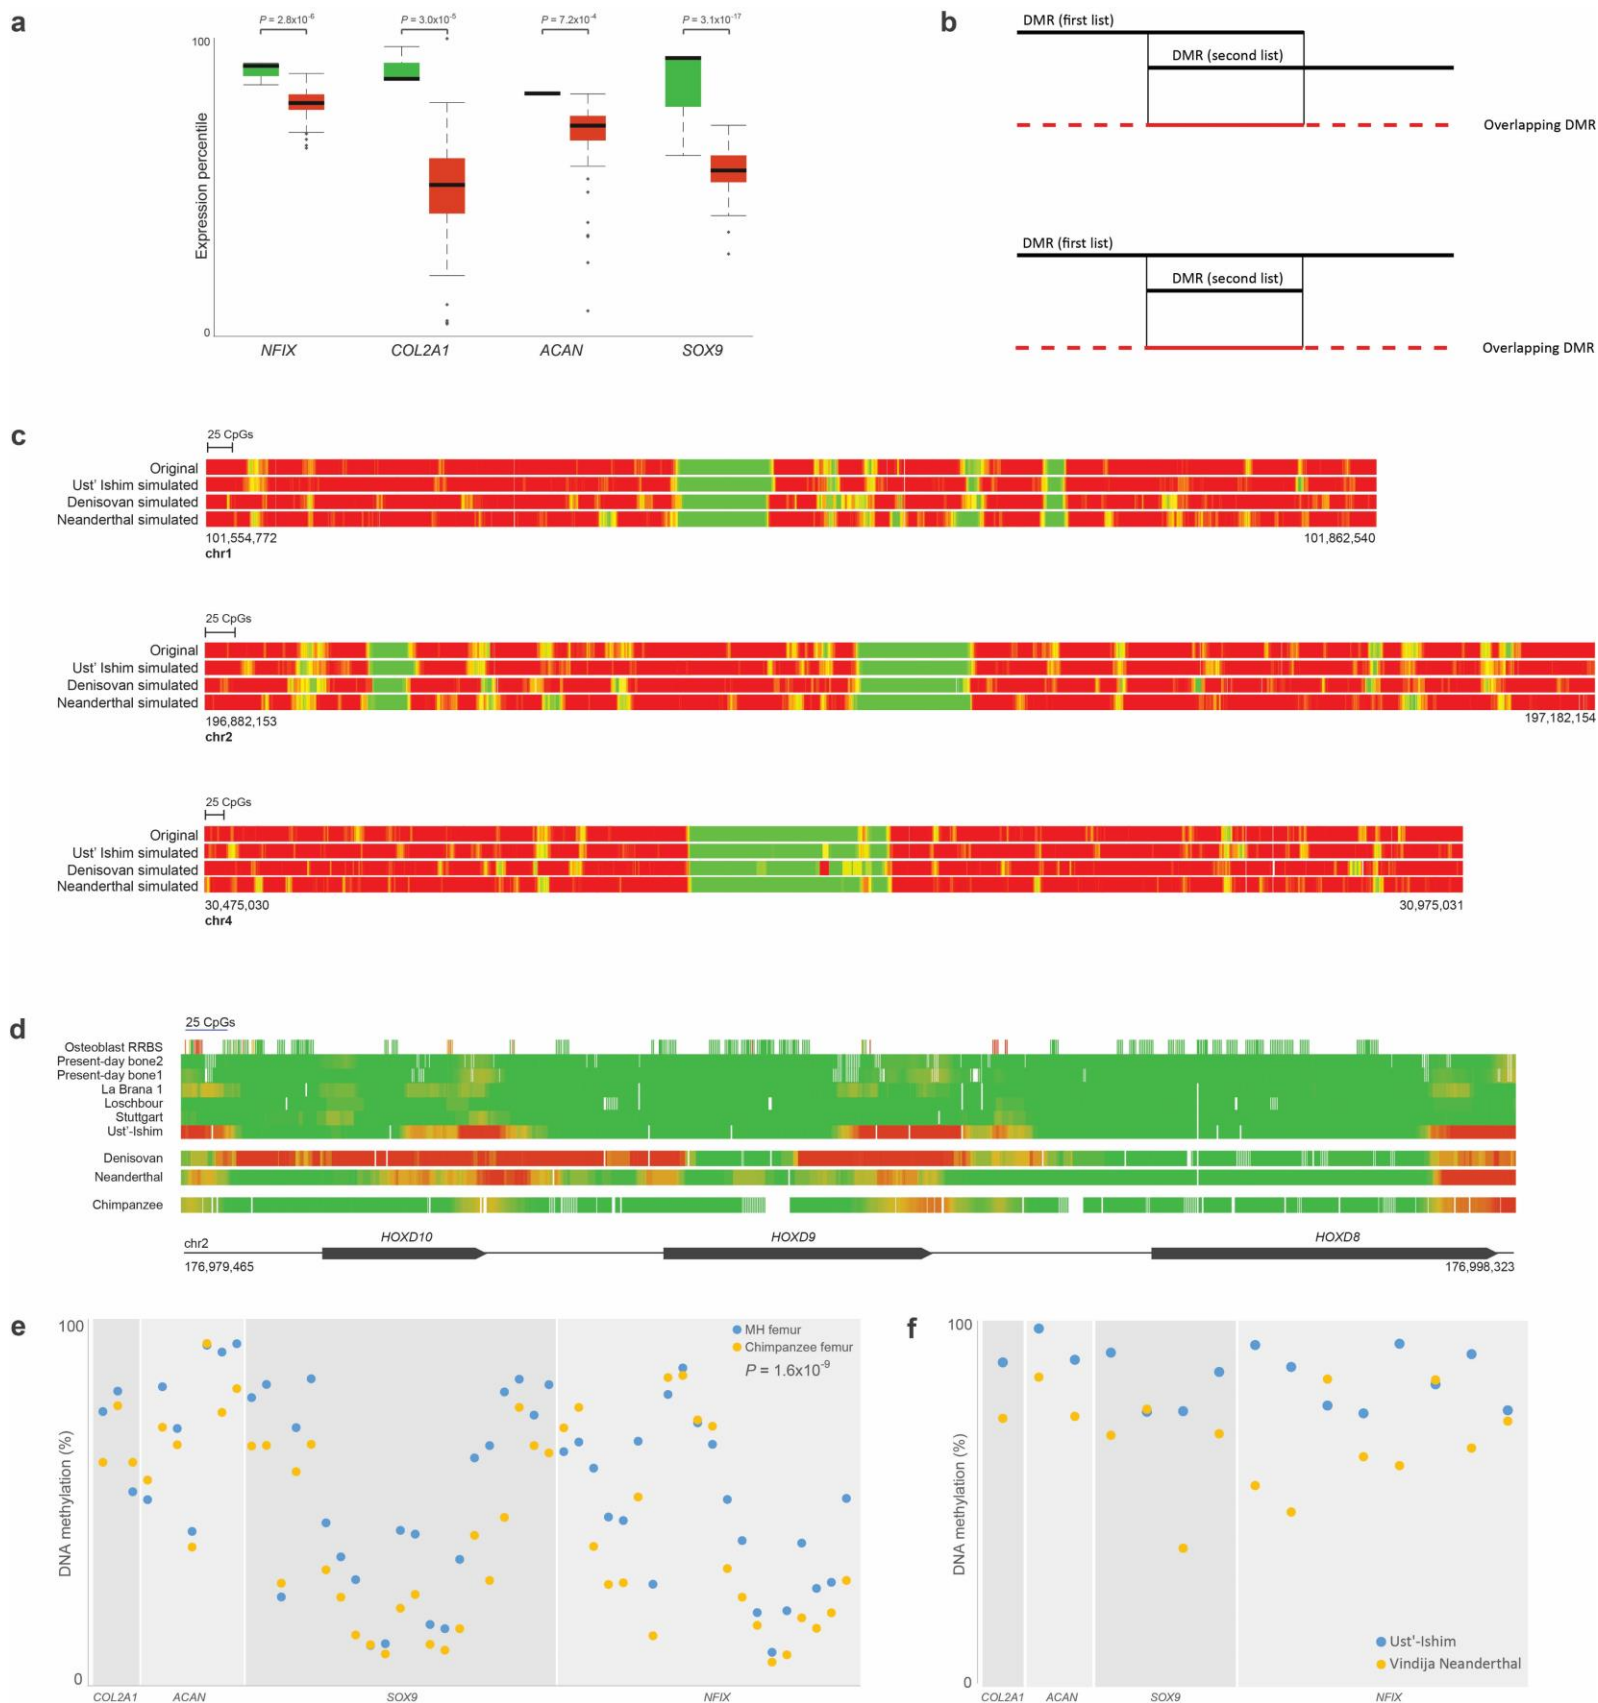 a
P = 2.8x10⁻⁶
P = 3.0x10⁻⁵
P = 7.2x10⁻⁴
P = 3.1x10⁻¹⁷
100
Expression percentile
0
NFIX
COL2A1
ACAN
SOX9
b
DMR (first list)
DMR (second list)
Overlapping DMR
DMR (first list)
DMR (second list)
Overlapping DMR
c
25 CpGs
Original
Ust' Ishim simulated
Denisovan simulated
Neanderthal simulated
101,554,772
101,862,540
chr1
25 CpGs
Original
Ust' Ishim simulated
Denisovan simulated
Neanderthal simulated
196,882,153
197,182,154
chr2
25 CpGs
Original
Ust' Ishim simulated
Denisovan simulated
Neanderthal simulated
30,475,030
30,975,031
chr4
d
25 CpGs
Osteoblast RRBS
Present-day bone2
Present-day bone1
La Brana 1
Loschbour
Stuttgart
Ust'-Ishim
Denisovan
Neanderthal
Chimpanzee
chr2
HOXD10
HOXD9
HOXD8
176,979,465
176,998,323
e
100
MH femur
Chimpanzee femur
P = 1.6x10⁻⁹
DNA methylation (%)
0
COL2A1
ACAN
SOX9
NFIX
f
100
DNA methylation (%)
Ust'-Ishim
Vindija Neanderthal
0
COL2A1
ACAN
SOX9
NFIX